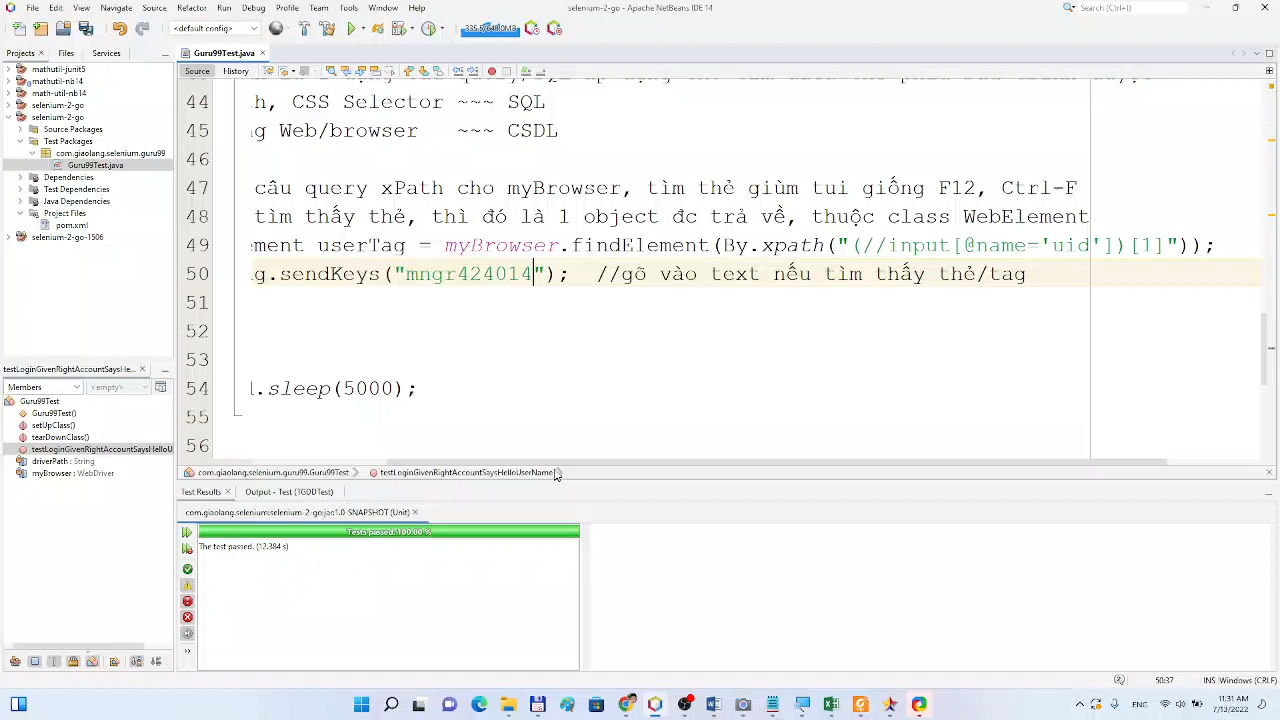 File Edit View Navigate Source Refactor Run Debug Profile Team Tools Window Help
selenium-2-go - Apache NetBeans IDE 14
Search (Ctrl+I)
<default config>
Projects
Files
Services
Guru99Test.java
Source
History
mathutil-junit5
mathutil-nb14
math-util-nb14
selenium-2-go
selenium-2-go
Source Packages
Test Packages
com.giaolang.selenium.guru99
Guru99Test.java
Dependencies
Test Dependencies
Java Dependencies
Project Files
pom.xml
selenium-2-go-1506
44 h, CSS Selector ~~~ SQL
45 g Web/browser ~~~ CSDL
46
47 câu query xPath cho myBrowser, tìm thẻ giùm tui giống F12, Ctrl-F
48 tìm thấy thẻ, thì đó là 1 object đc trả về, thuộc class WebElement
49 ement userTag = myBrowser.findElement(By.xpath("(//input[@name='uid'])[1]"));
50 g.sendKeys("mngr424014"); //gõ vào text nếu tìm thấy thẻ/tag
51
52
53
54 .sleep(5000);
55
56
testLoginGivenRightAccountSaysHe...
Members
<empty>
Guru99Test
Guru99Test()
setUpClass()
tearDownClass()
testLoginGivenRightAccountSaysHelloU
driverPath : String
myBrowser : WebDriver
com.giaolang.selenium.guru99.Guru99Test
testLoginGivenRightAccountSaysHelloUserName
Test Results
Output - Test (TGDDTest)
com.giaolang.selenium:selenium-2-go:jar:1.0-SNAPSHOT (Unit)
Tests passed: 100.00 %
The test passed. (12.384 s)
50:37
INS Windows (CRLF)
ENG
11:31 AM
7/13/2022